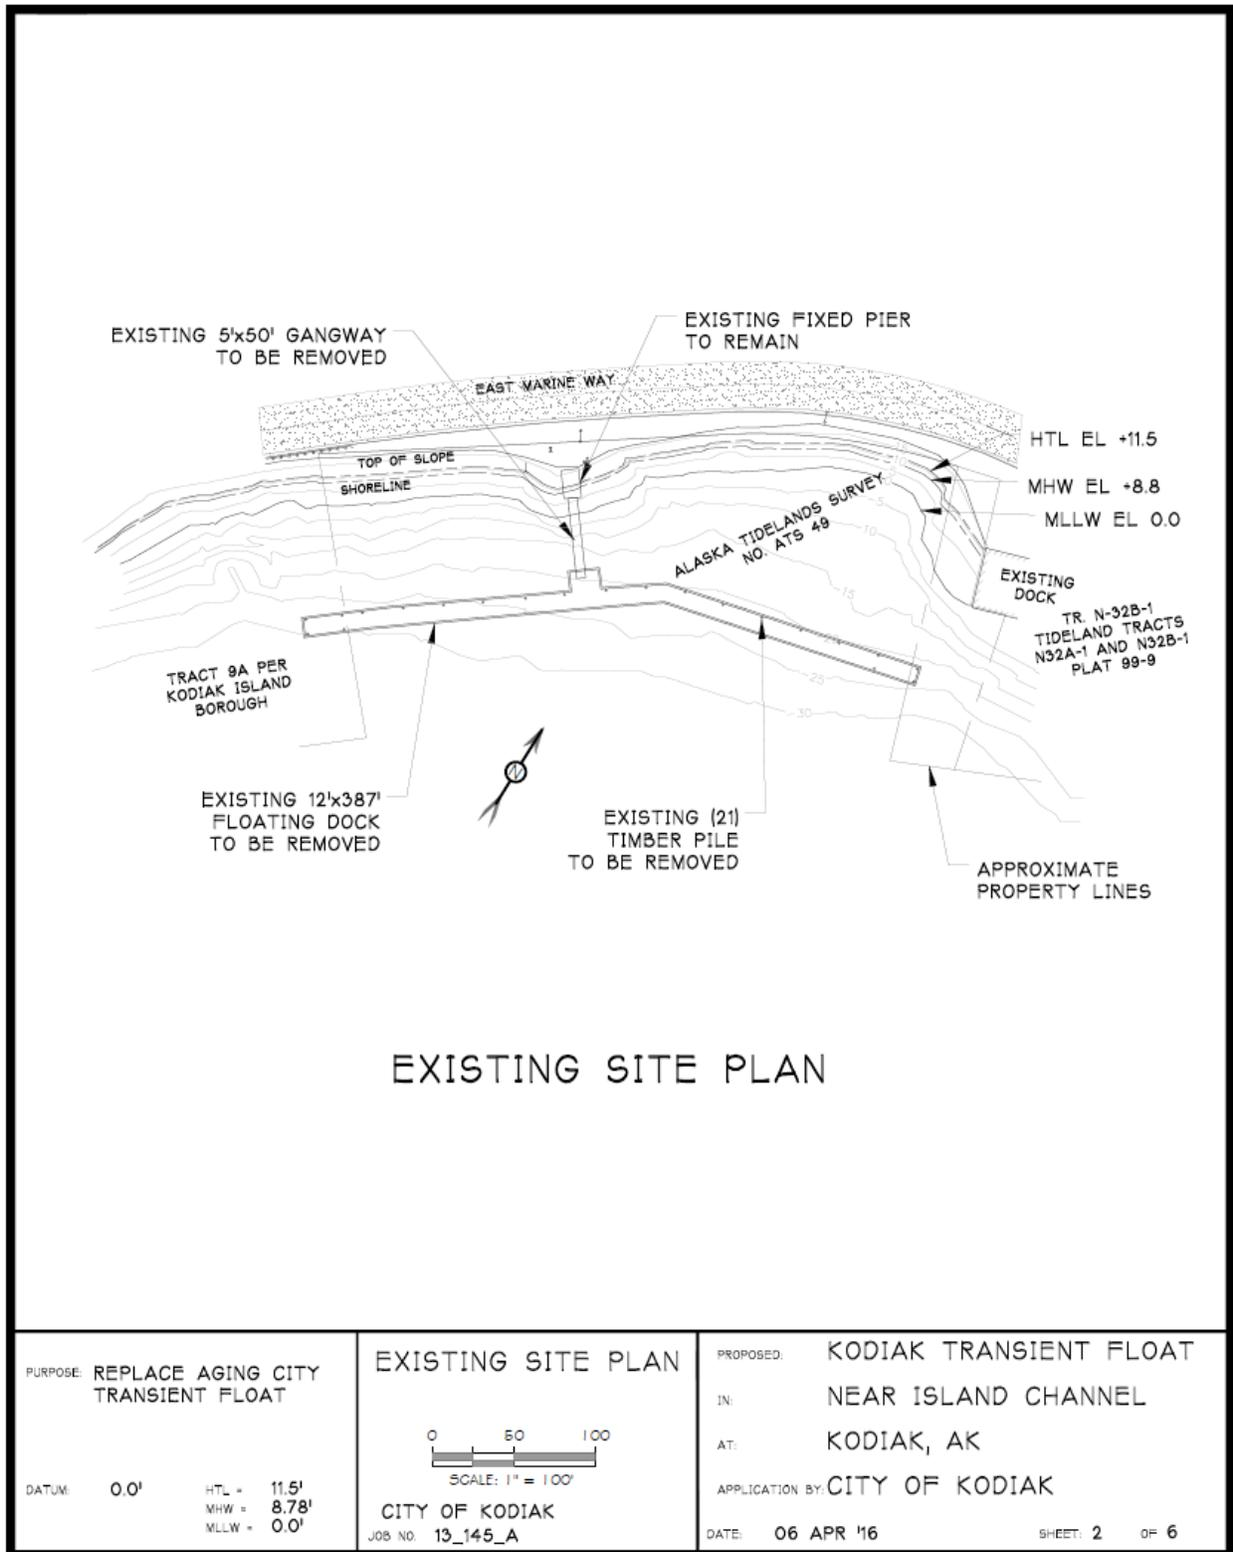 EXISTING 5'x50' GANGWAY
TO BE REMOVED
EXISTING FIXED PIER
TO REMAIN
EAST MARINE WAY
HTL EL +11.5
TOP OF SLOPE
SHORELINE
MHW EL +8.8
MLLW EL 0.0
ALASKA TIDELANDS SURVEY
NO. ATS 49
-5
-10
-15
-25
-30
EXISTING
DOCK
TR. N-32B-1
TIDELAND TRACTS
N32A-1 AND N32B-1
PLAT 99-9
TRACT 9A PER
KODIAK ISLAND
BOROUGH
N
EXISTING 12'x387'
FLOATING DOCK
TO BE REMOVED
EXISTING (21)
TIMBER PILE
TO BE REMOVED
APPROXIMATE
PROPERTY LINES
EXISTING SITE PLAN
PURPOSE: REPLACE AGING CITY
TRANSIENT FLOAT
DATUM: 0.0'
HTL = 11.5'
MHW = 8.78'
MLLW = 0.0'
EXISTING SITE PLAN
0 50 100
SCALE: 1" = 100'
CITY OF KODIAK
JOB NO. 13_145_A
PROPOSED: KODIAK TRANSIENT FLOAT
IN: NEAR ISLAND CHANNEL
AT: KODIAK, AK
APPLICATION BY: CITY OF KODIAK
DATE: 06 APR '16 SHEET: 2 OF 6